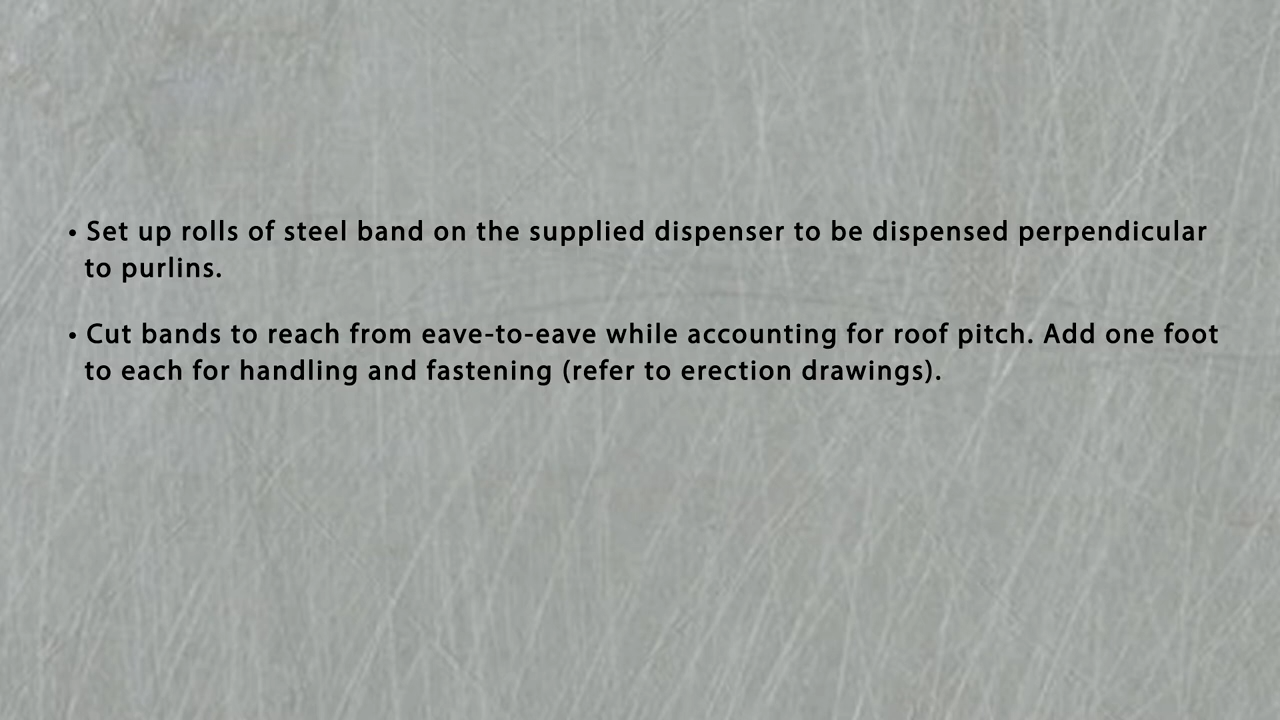 • Set up rolls of steel band on the supplied dispenser to be dispensed perpendicular
to purlins.
• Cut bands to reach from eave-to-eave while accounting for roof pitch. Add one foot
to each for handling and fastening (refer to erection drawings).